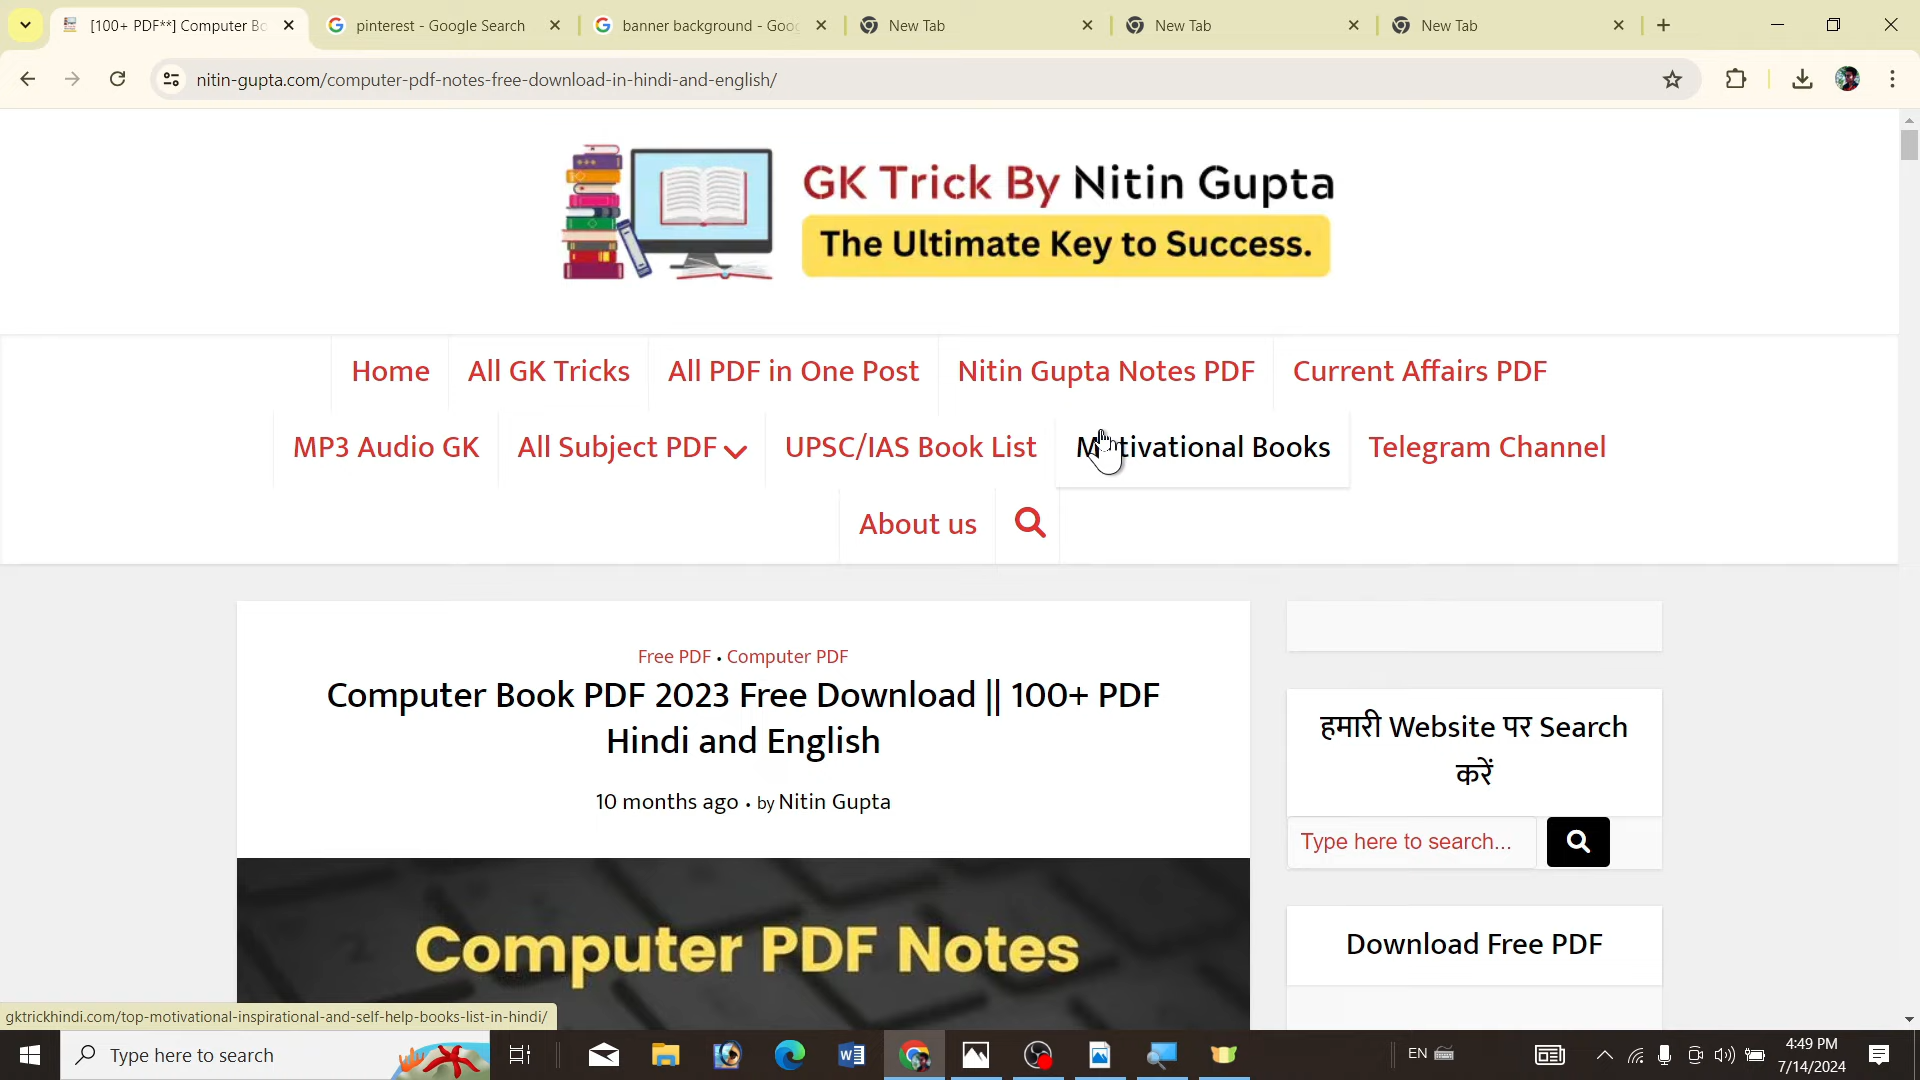 [100+ PDF**] Computer Bo
pinterest - Google Search
banner background - Goog
New Tab
New Tab
New Tab
nitin-gupta.com/computer-pdf-notes-free-download-in-hindi-and-english/
GK Trick By Nitin Gupta
The Ultimate Key to Success.
Home All GK Tricks All PDF in One Post Nitin Gupta Notes PDF Current Affairs PDF
MP3 Audio GK All Subject PDF UPSC/IAS Book List Motivational Books Telegram Channel
About us
Free PDF • Computer PDF
Computer Book PDF 2023 Free Download || 100+ PDF
Hindi and English
10 months ago • by Nitin Gupta
Computer PDF Notes
हमारी Website पर Search
करें
Type here to search...
Download Free PDF
gktrickhindi.com/top-motivational-inspirational-and-self-help-books-list-in-hindi/
Type here to search
EN
4:49 PM
7/14/2024